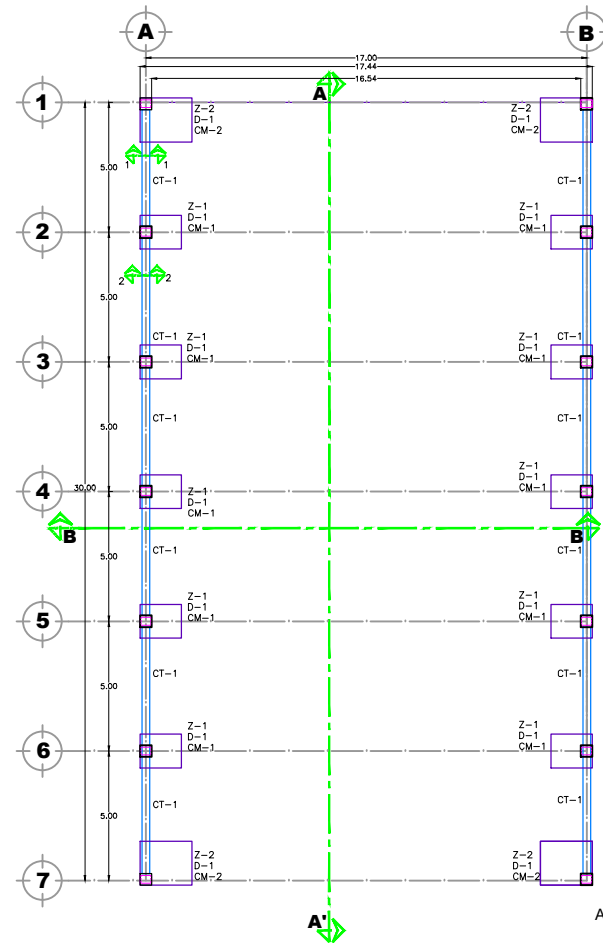 A B
17.00
17.44
16.54
A
1
Z-2
D-1
CM-2
Z-2
D-1
CM-2
1 1
5.00
CT-1
CT-1
2
Z-1
D-1
CM-1
Z-1
D-1
CM-1
2 2
5.00
CT-1
CT-1
3
Z-1
D-1
CM-1
Z-1
D-1
CM-1
5.00
CT-1
CT-1
30.00
4
Z-1
D-1
CM-1
Z-1
D-1
CM-1
B B
5.00
CT-1
CT-1
5
Z-1
D-1
CM-1
Z-1
D-1
CM-1
5.00
CT-1
CT-1
6
Z-1
D-1
CM-1
Z-1
D-1
CM-1
5.00
CT-1
CT-1
7
Z-2
D-1
CM-2
Z-2
D-1
CM-2
A'
A